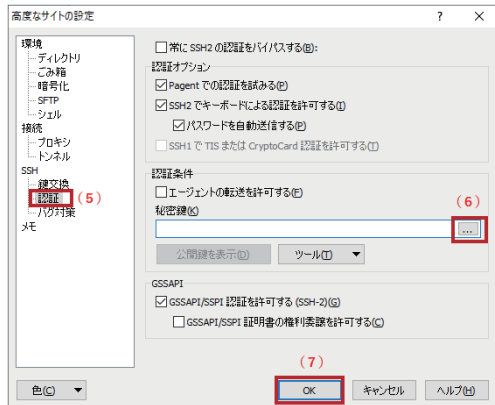 高度なサイトの設定
? ×
環境
ディレクトリ
ごみ箱
暗号化
SFTP
シェル
接続
プロキシ
トンネル
SSH
鍵交換
認証
(5)
バグ対策
メモ
常に SSH2 の認証をバイパスする(B):
認証オプション
Pagent での認証を試みる(P)
SSH2 でキーボードによる認証を許可する(I)
パスワードを自動送信する(P)
SSH1 で TIS または CryptoCard 認証を許可する(T)
認証条件
エージェントの転送を許可する(F)
秘密鍵(K)
(6)
...
公開鍵を表示(D)
ツール(T)
GSSAPI
GSSAPI/SSPI 認証を許可する (SSH-2)(G)
GSSAPI/SSPI 証明書の権利委譲を許可する(C)
(7)
色(C)
OK
キャンセル
ヘルプ(H)